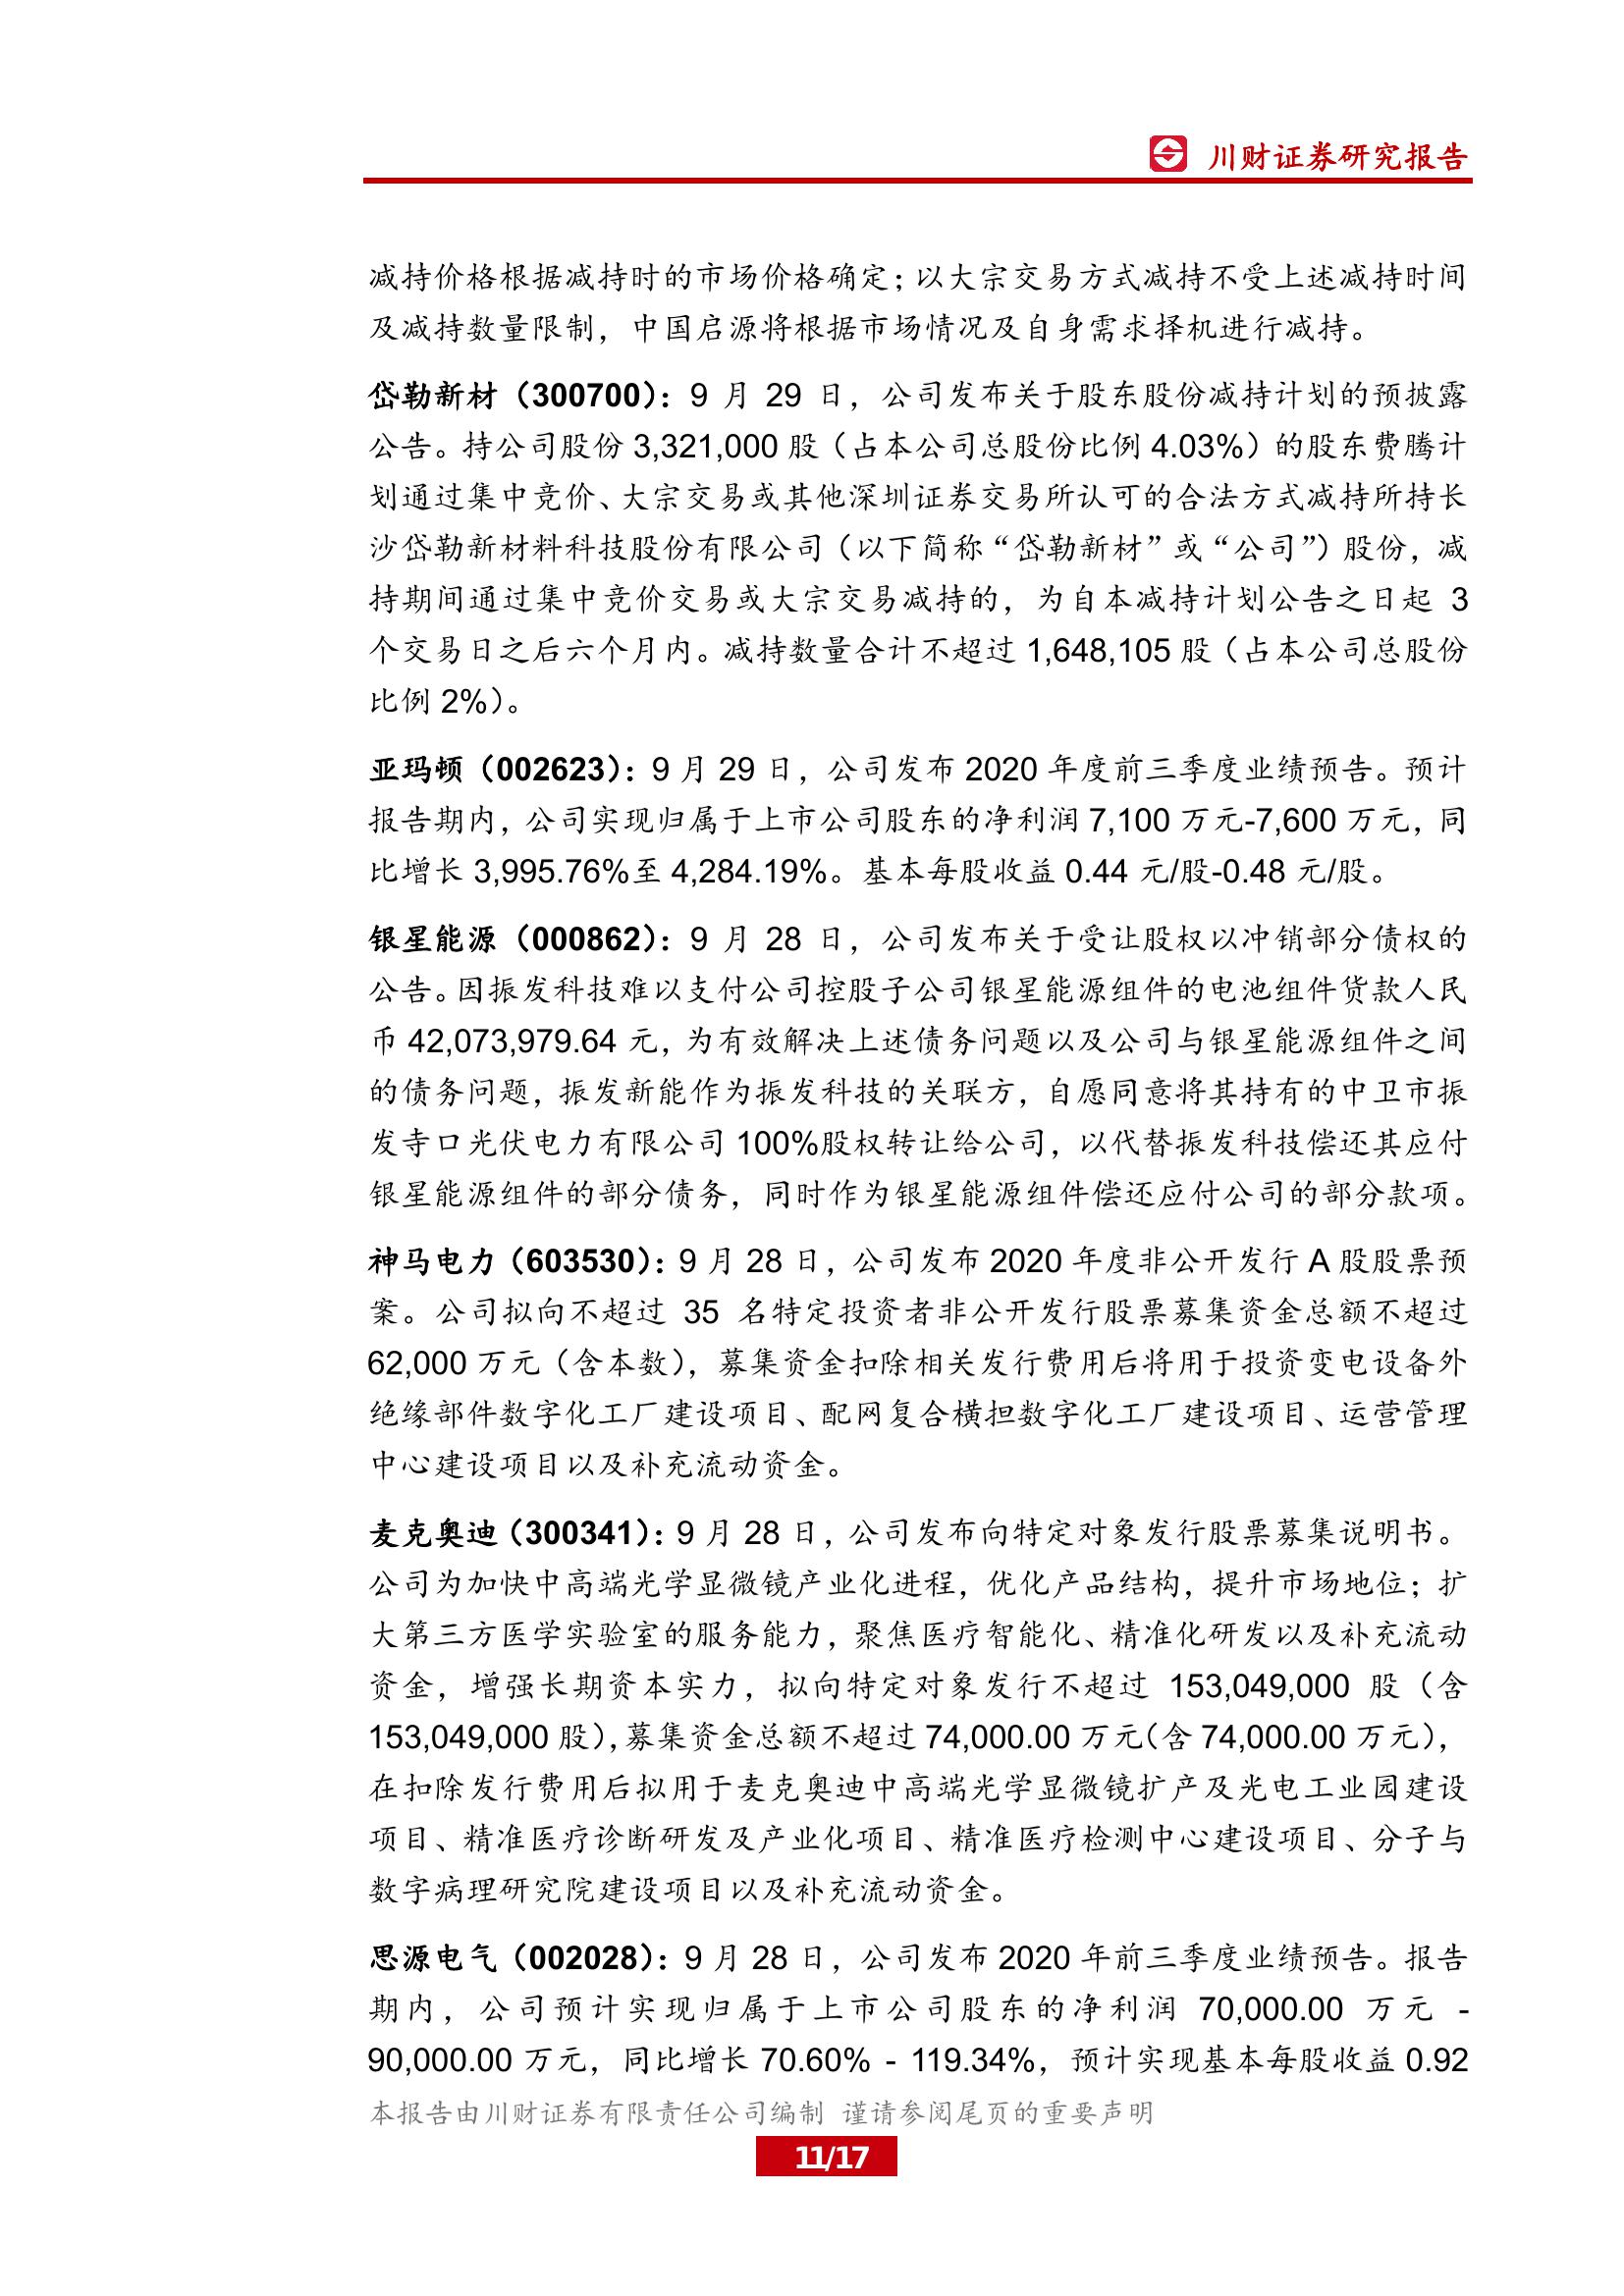 川财证券研究报告
减持价格根据减持时的市场价格确定；以大宗交易方式减持不受上述减持时间
及减持数量限制，中国启源将根据市场情况及自身需求择机进行减持。
岱勒新材（300700）：9 月 29 日，公司发布关于股东股份减持计划的预披露
公告。持公司股份 3,321,000 股（占本公司总股份比例 4.03%）的股东费腾计
划通过集中竞价、大宗交易或其他深圳证券交易所认可的合法方式减持所持长
沙岱勒新材料科技股份有限公司（以下简称“岱勒新材”或“公司”）股份，减
持期间通过集中竞价交易或大宗交易减持的，为自本减持计划公告之日起 3
个交易日之后六个月内。减持数量合计不超过 1,648,105 股（占本公司总股份
比例 2%）。
亚玛顿（002623）：9 月 29 日，公司发布 2020 年度前三季度业绩预告。预计
报告期内，公司实现归属于上市公司股东的净利润 7,100 万元-7,600 万元，同
比增长 3,995.76%至 4,284.19%。基本每股收益 0.44 元/股-0.48 元/股。
银星能源（000862）：9 月 28 日，公司发布关于受让股权以冲销部分债权的
公告。因振发科技难以支付公司控股子公司银星能源组件的电池组件货款人民
币 42,073,979.64 元，为有效解决上述债务问题以及公司与银星能源组件之间
的债务问题，振发新能作为振发科技的关联方，自愿同意将其持有的中卫市振
发寺口光伏电力有限公司 100%股权转让给公司，以代替振发科技偿还其应付
银星能源组件的部分债务，同时作为银星能源组件偿还应付公司的部分款项。
神马电力（603530）：9 月 28 日，公司发布 2020 年度非公开发行 A 股股票预
案。公司拟向不超过 35 名特定投资者非公开发行股票募集资金总额不超过
62,000 万元（含本数），募集资金扣除相关发行费用后将用于投资变电设备外
绝缘部件数字化工厂建设项目、配网复合横担数字化工厂建设项目、运营管理
中心建设项目以及补充流动资金。
麦克奥迪（300341）：9 月 28 日，公司发布向特定对象发行股票募集说明书。
公司为加快中高端光学显微镜产业化进程，优化产品结构，提升市场地位；扩
大第三方医学实验室的服务能力，聚焦医疗智能化、精准化研发以及补充流动
资金，增强长期资本实力，拟向特定对象发行不超过 153,049,000 股（含
153,049,000 股），募集资金总额不超过 74,000.00 万元（含 74,000.00 万元），
在扣除发行费用后拟用于麦克奥迪中高端光学显微镜扩产及光电工业园建设
项目、精准医疗诊断研发及产业化项目、精准医疗检测中心建设项目、分子与
数字病理研究院建设项目以及补充流动资金。
思源电气（002028）：9 月 28 日，公司发布 2020 年前三季度业绩预告。报告
期内，公司预计实现归属于上市公司股东的净利润 70,000.00 万元 -
90,000.00 万元，同比增长 70.60% - 119.34%，预计实现基本每股收益 0.92
本报告由川财证券有限责任公司编制 谨请参阅尾页的重要声明
11/17